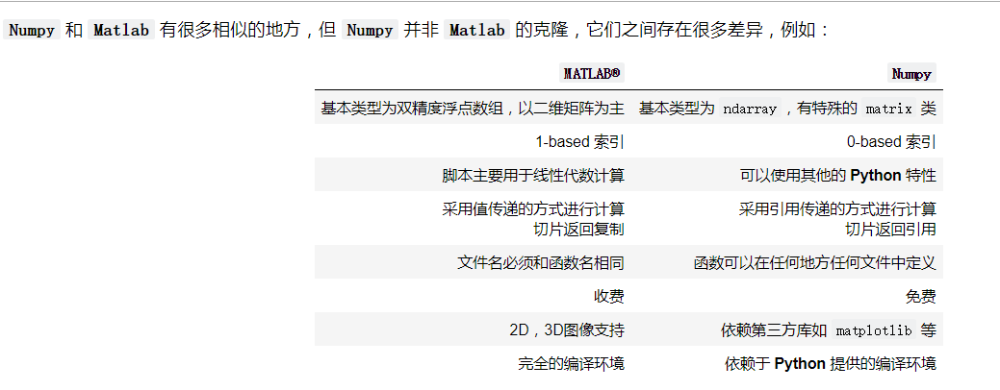 Numpy 和 Matlab 有很多相似的地方，但 Numpy 并非 Matlab 的克隆，它们之间存在很多差异，例如：
MATLAB® Numpy
基本类型为双精度浮点数组，以二维矩阵为主 基本类型为 ndarray ，有特殊的 matrix 类
1-based 索引 0-based 索引
脚本主要用于线性代数计算 可以使用其他的 Python 特性
采用值传递的方式进行计算 采用引用传递的方式进行计算
切片返回复制 切片返回引用
文件名必须和函数名相同 函数可以在任何地方任何文件中定义
收费 免费
2D，3D图像支持 依赖第三方库如 matplotlib 等
完全的编译环境 依赖于 Python 提供的编译环境